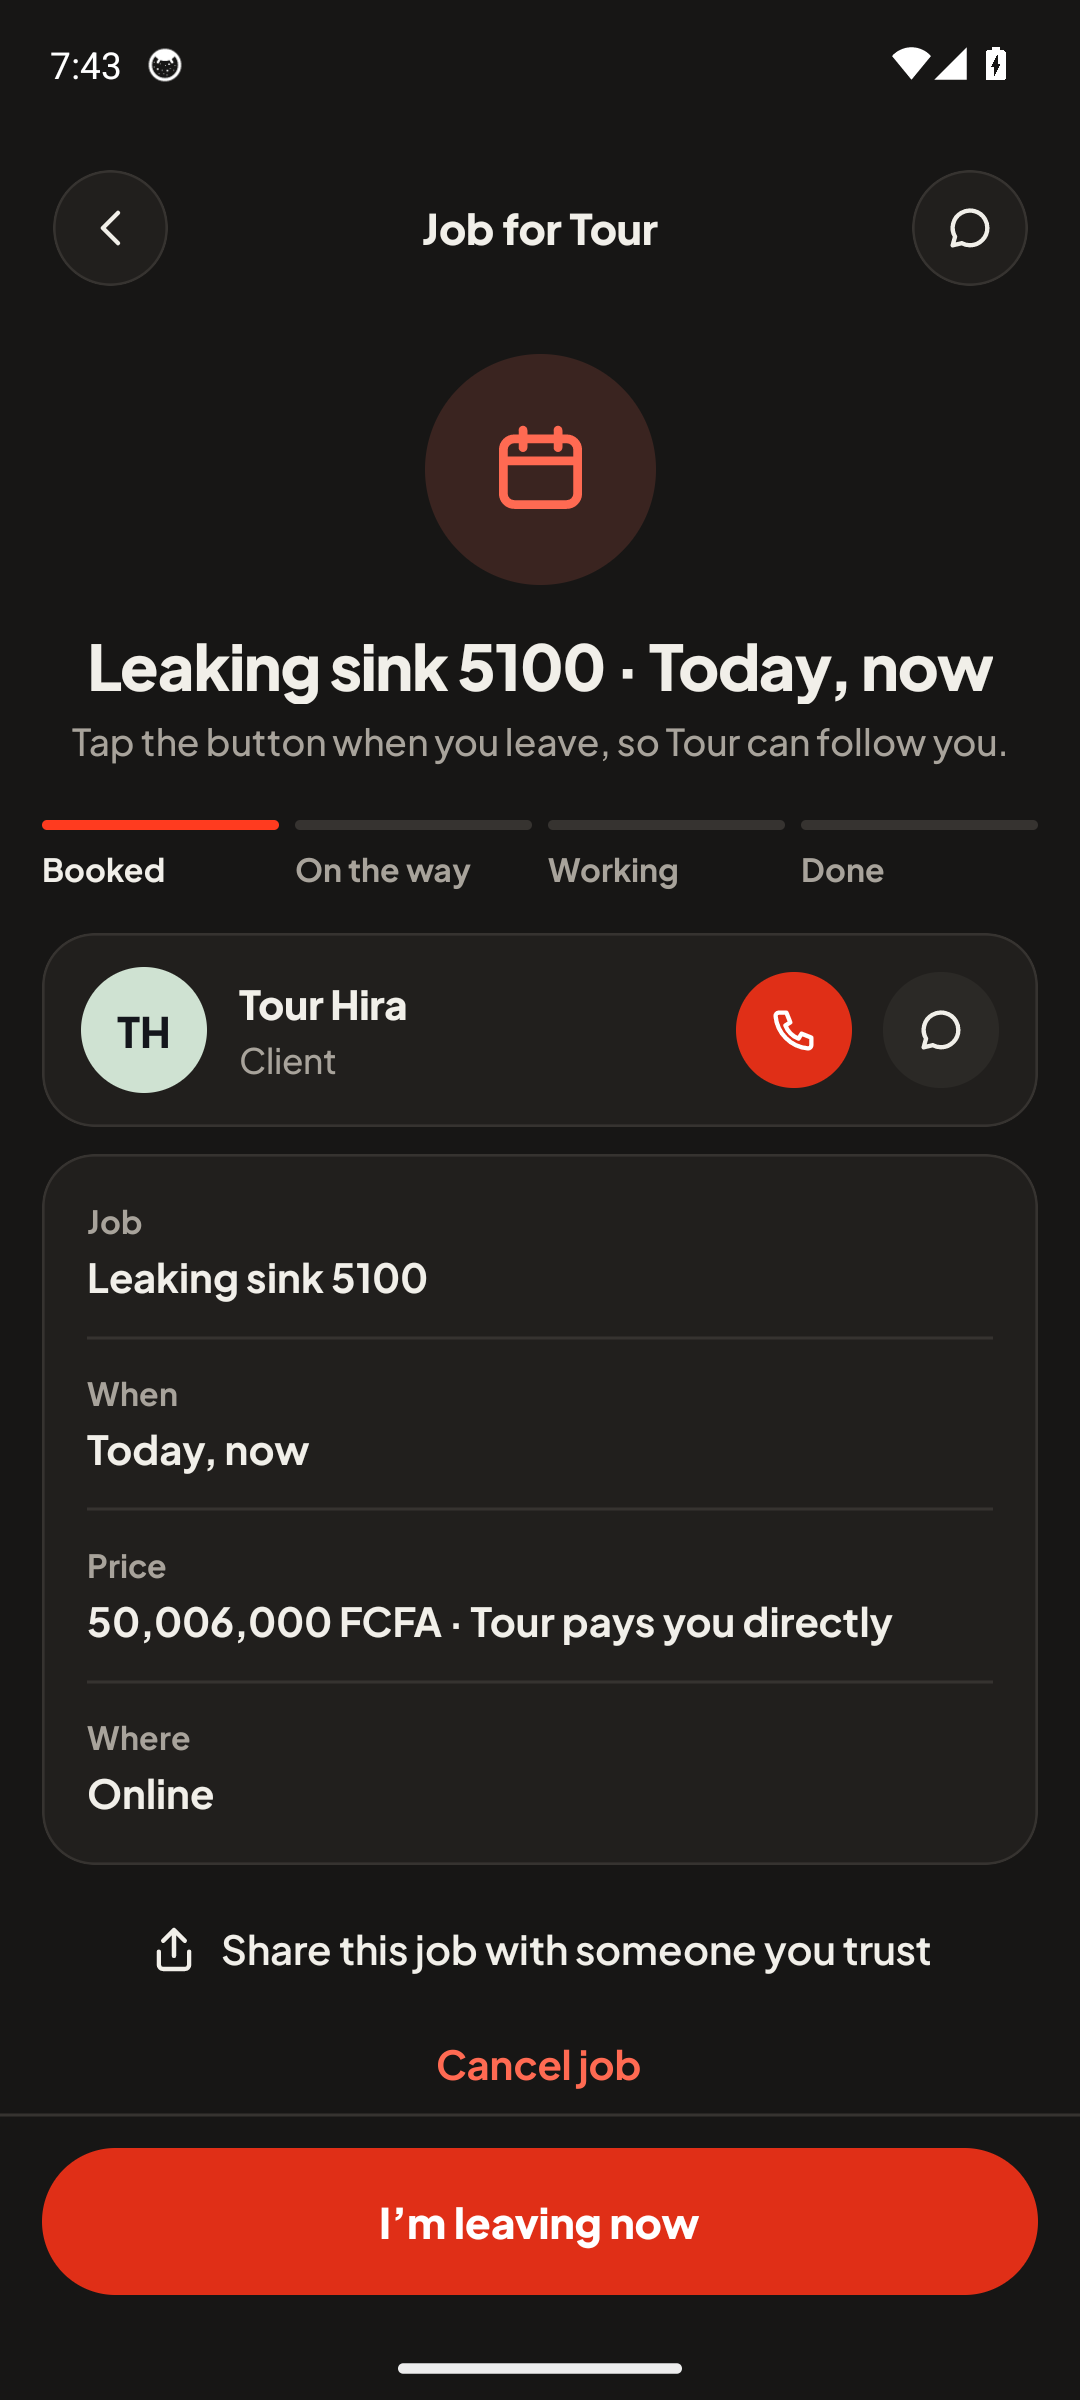 7:43
Job for Tour
Leaking sink 5100 · Today, now
Tap the button when you leave, so Tour can follow you.
Booked
On the way
Working
Done
TH
Tour Hira
Client
Job
Leaking sink 5100
When
Today, now
Price
50,006,000 FCFA · Tour pays you directly
Where
Online
Share this job with someone you trust
Cancel job
I’m leaving now